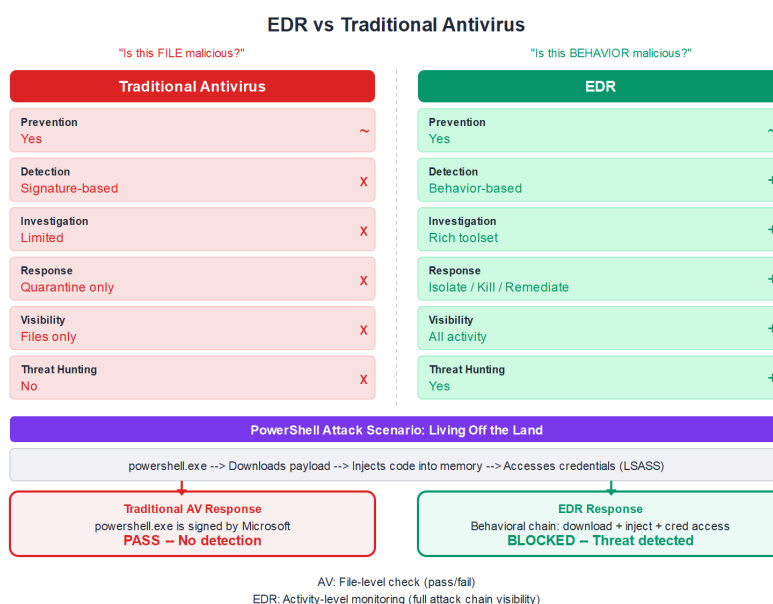 EDR vs Traditional Antivirus
"Is this FILE malicious?"
Traditional Antivirus
Prevention
Yes
~
Detection
Signature-based
X
Investigation
Limited
X
Response
Quarantine only
X
Visibility
Files only
X
Threat Hunting
No
X
"Is this BEHAVIOR malicious?"
EDR
Prevention
Yes
~
Detection
Behavior-based
+
Investigation
Rich toolset
+
Response
Isolate / Kill / Remediate
+
Visibility
All activity
+
Threat Hunting
Yes
+
PowerShell Attack Scenario: Living Off the Land
powershell.exe --> Downloads payload --> Injects code into memory --> Accesses credentials (LSASS)
Traditional AV Response
powershell.exe is signed by Microsoft
PASS -- No detection
EDR Response
Behavioral chain: download + inject + cred access
BLOCKED -- Threat detected
AV: File-level check (pass/fail)
EDR: Activity-level monitoring (full attack chain visibility)